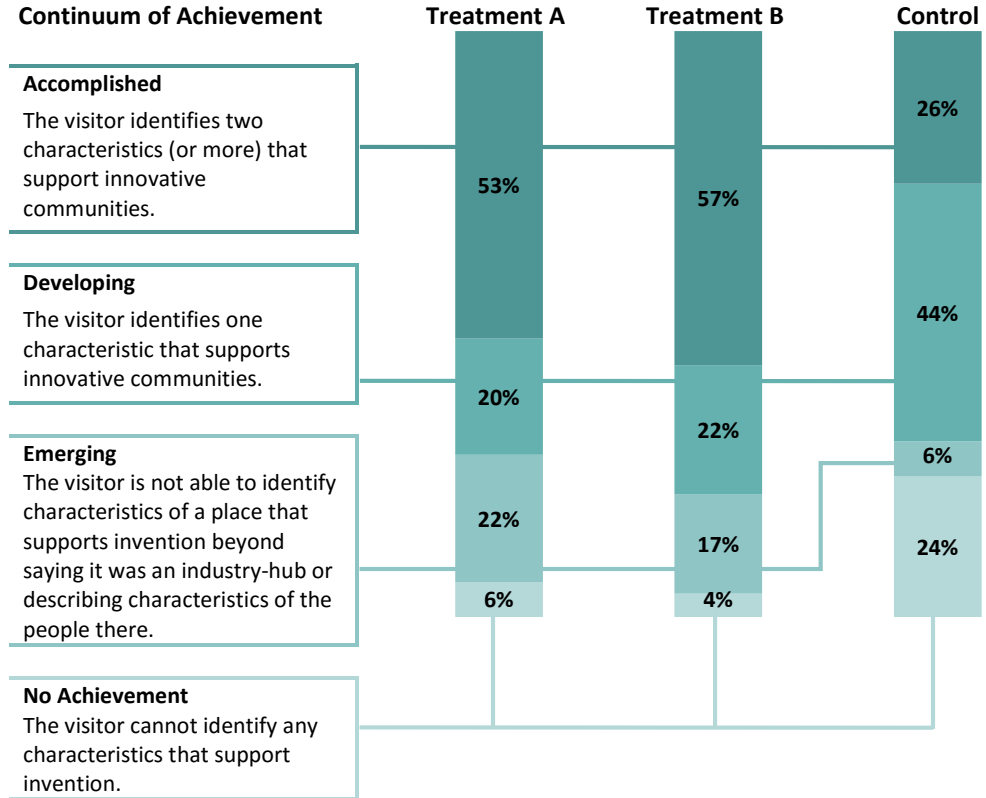 Continuum of Achievement Treatment A Treatment B Control
Accomplished
The visitor identifies two
characteristics (or more) that
support innovative
communities.
53%
57%
26%
Developing
The visitor identifies one
characteristic that supports
innovative communities.
20%
22%
44%
Emerging
The visitor is not able to identify
characteristics of a place that
supports invention beyond
saying it was an industry-hub or
describing characteristics of the
people there.
22%
17%
6%
No Achievement
The visitor cannot identify any
characteristics that support
invention.
6%
4%
24%